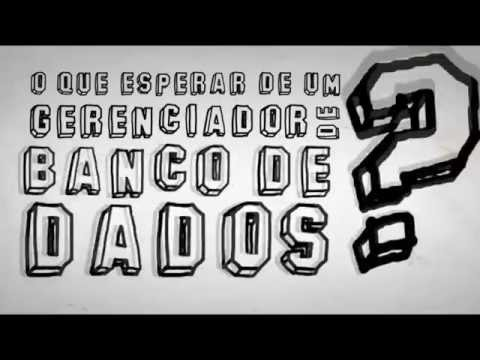 O QUE ESPERAR DE UM
GERENCIADOR DE
BANCO DE
DADOS?